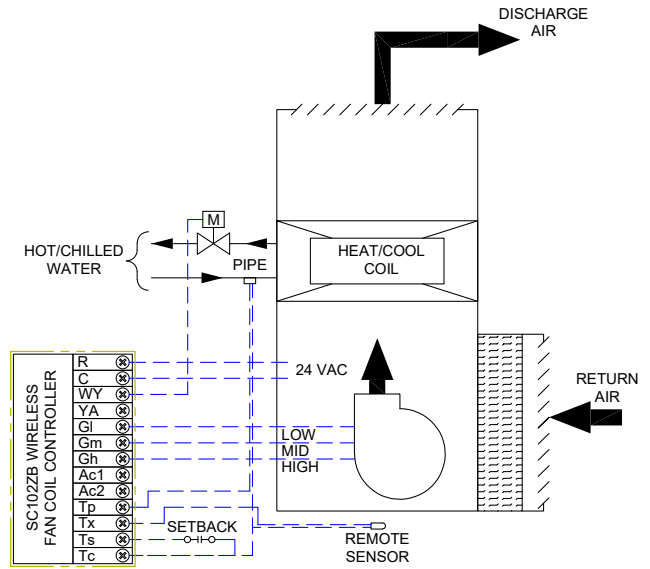 DISCHARGE
AIR
M
HOT/CHILLED
WATER
PIPE
HEAT/COOL
COIL
24 VAC
RETURN
AIR
LOW
MID
HIGH
SC102ZB WIRELESS
FAN COIL CONTROLLER
R
C
WY
YA
Gl
Gm
Gh
Ac1
Ac2
Tp
Tx
Ts
Tc
SETBACK
REMOTE
SENSOR